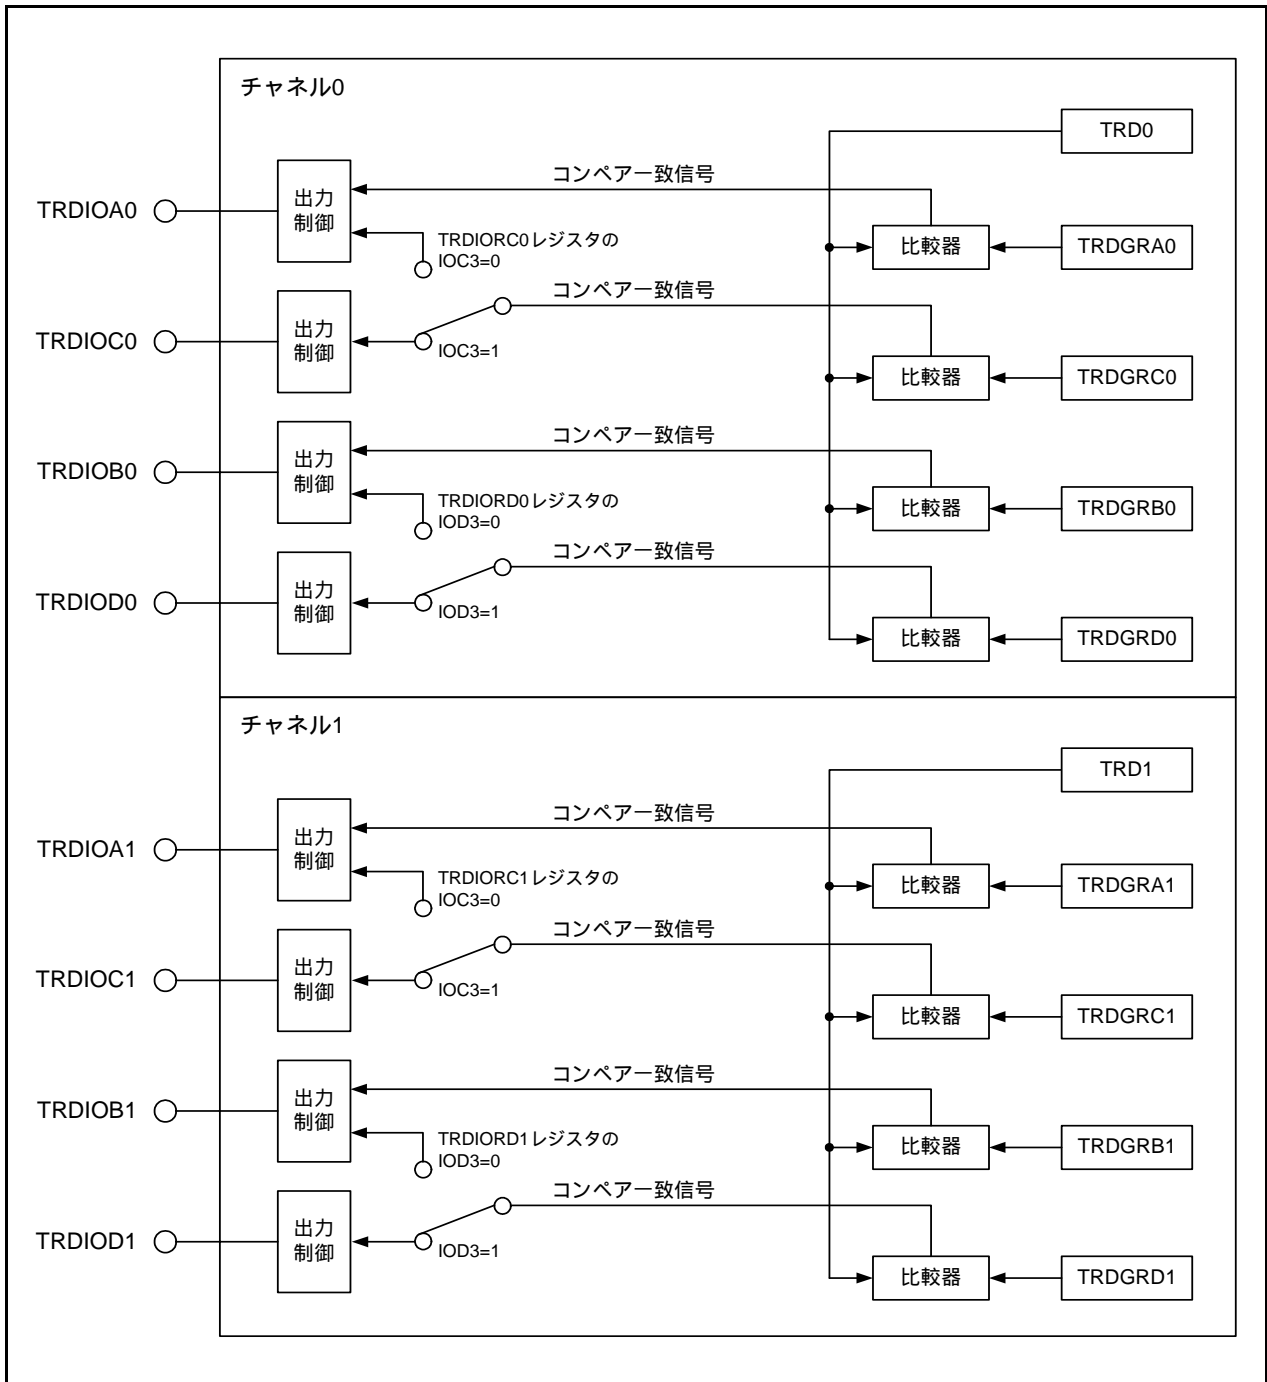 チャネル0
TRD0
コンペア一致信号
出力
制御
TRDIOA0
比較器
TRDGRA0
TRDIORC0レジスタの
IOC3=0
コンペア一致信号
出力
制御
TRDIOC0
IOC3=1
比較器
TRDGRC0
コンペア一致信号
出力
制御
TRDIOB0
比較器
TRDGRB0
TRDIORD0レジスタの
IOD3=0
コンペア一致信号
出力
制御
TRDIOD0
IOD3=1
比較器
TRDGRD0
チャネル1
TRD1
コンペア一致信号
出力
制御
TRDIOA1
比較器
TRDGRA1
TRDIORC1レジスタの
IOC3=0
コンペア一致信号
出力
制御
TRDIOC1
IOC3=1
比較器
TRDGRC1
コンペア一致信号
出力
制御
TRDIOB1
比較器
TRDGRB1
TRDIORD1レジスタの
IOD3=0
コンペア一致信号
出力
制御
TRDIOD1
IOD3=1
比較器
TRDGRD1